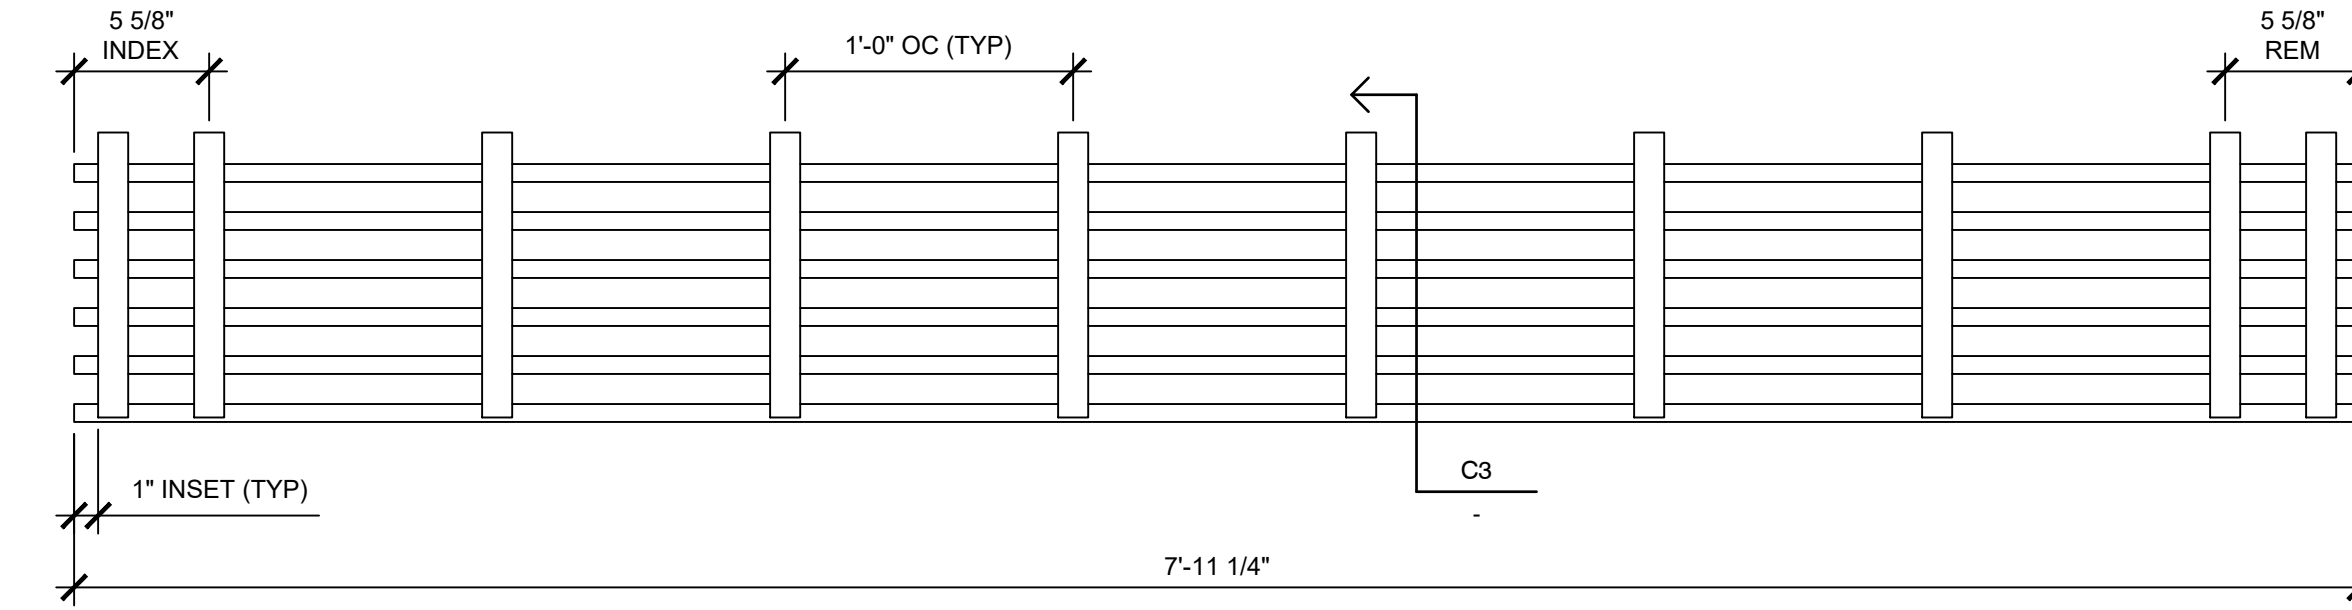 5 5/8"
INDEX
1'-0" OC (TYP)
5 5/8"
REM
C3
-
1" INSET (TYP)
7'-11 1/4"